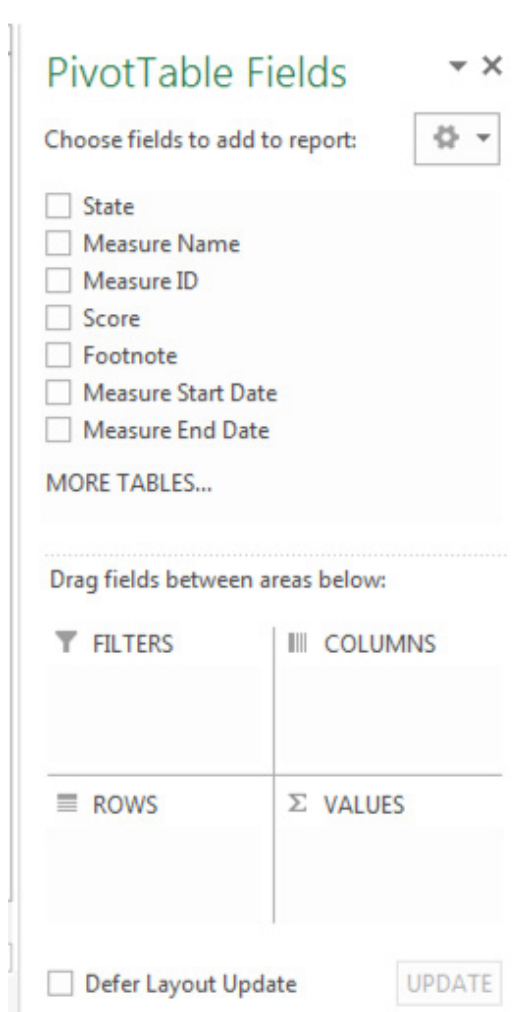 PivotTable Fields
Choose fields to add to report:
State
Measure Name
Measure ID
Score
Footnote
Measure Start Date
Measure End Date
MORE TABLES...
Drag fields between areas below:
FILTERS
COLUMNS
ROWS
Σ VALUES
Defer Layout Update
UPDATE